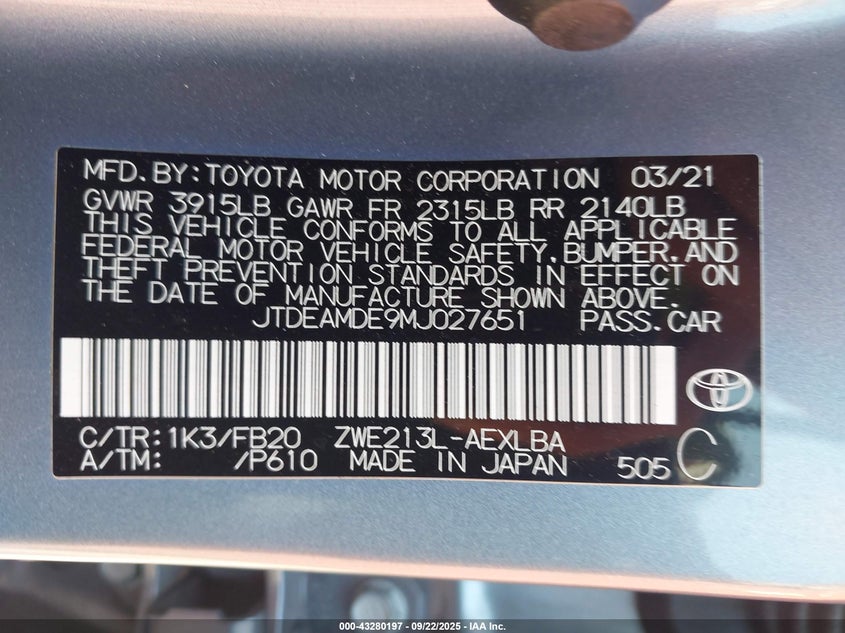 MFD.BY:TOYOTA MOTOR CORPORATION 03/21
GVWR 3915LB GAWR FR 2315LB RR 2140LB
THIS VEHICLE CONFORMS TO ALL APPLICABLE
FEDERAL MOTOR VEHICLE SAFETY,BUMPER,AND
THEFT PREVENTION STANDARDS IN EFFECT ON
THE DATE OF MANUFACTURE SHOWN ABOVE.
JTDEAMDE9MJ027651 PASS.CAR
C/TR:1K3/FB20 ZWE213L-AEXLBA
A/TM: /P610 MADE IN JAPAN 505 C
000-43280197 - 09/22/2025 - IAA Inc.